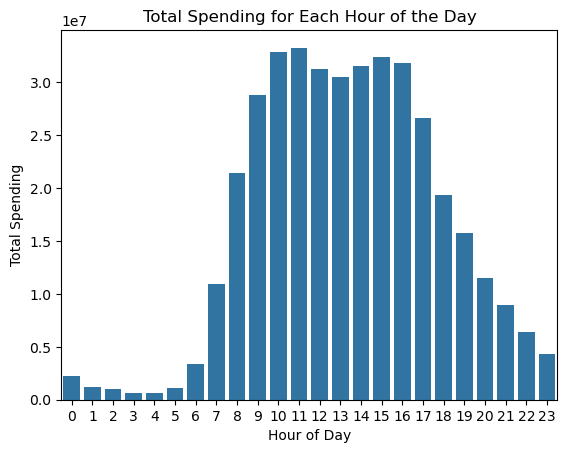 Total Spending for Each Hour of the Day
1e7
3.0
2.5
2.0
1.5
1.0
0.5
0.0
Total Spending
0 1 2 3 4 5 6 7 8 9 10 11 12 13 14 15 16 17 18 19 20 21 22 23
Hour of Day